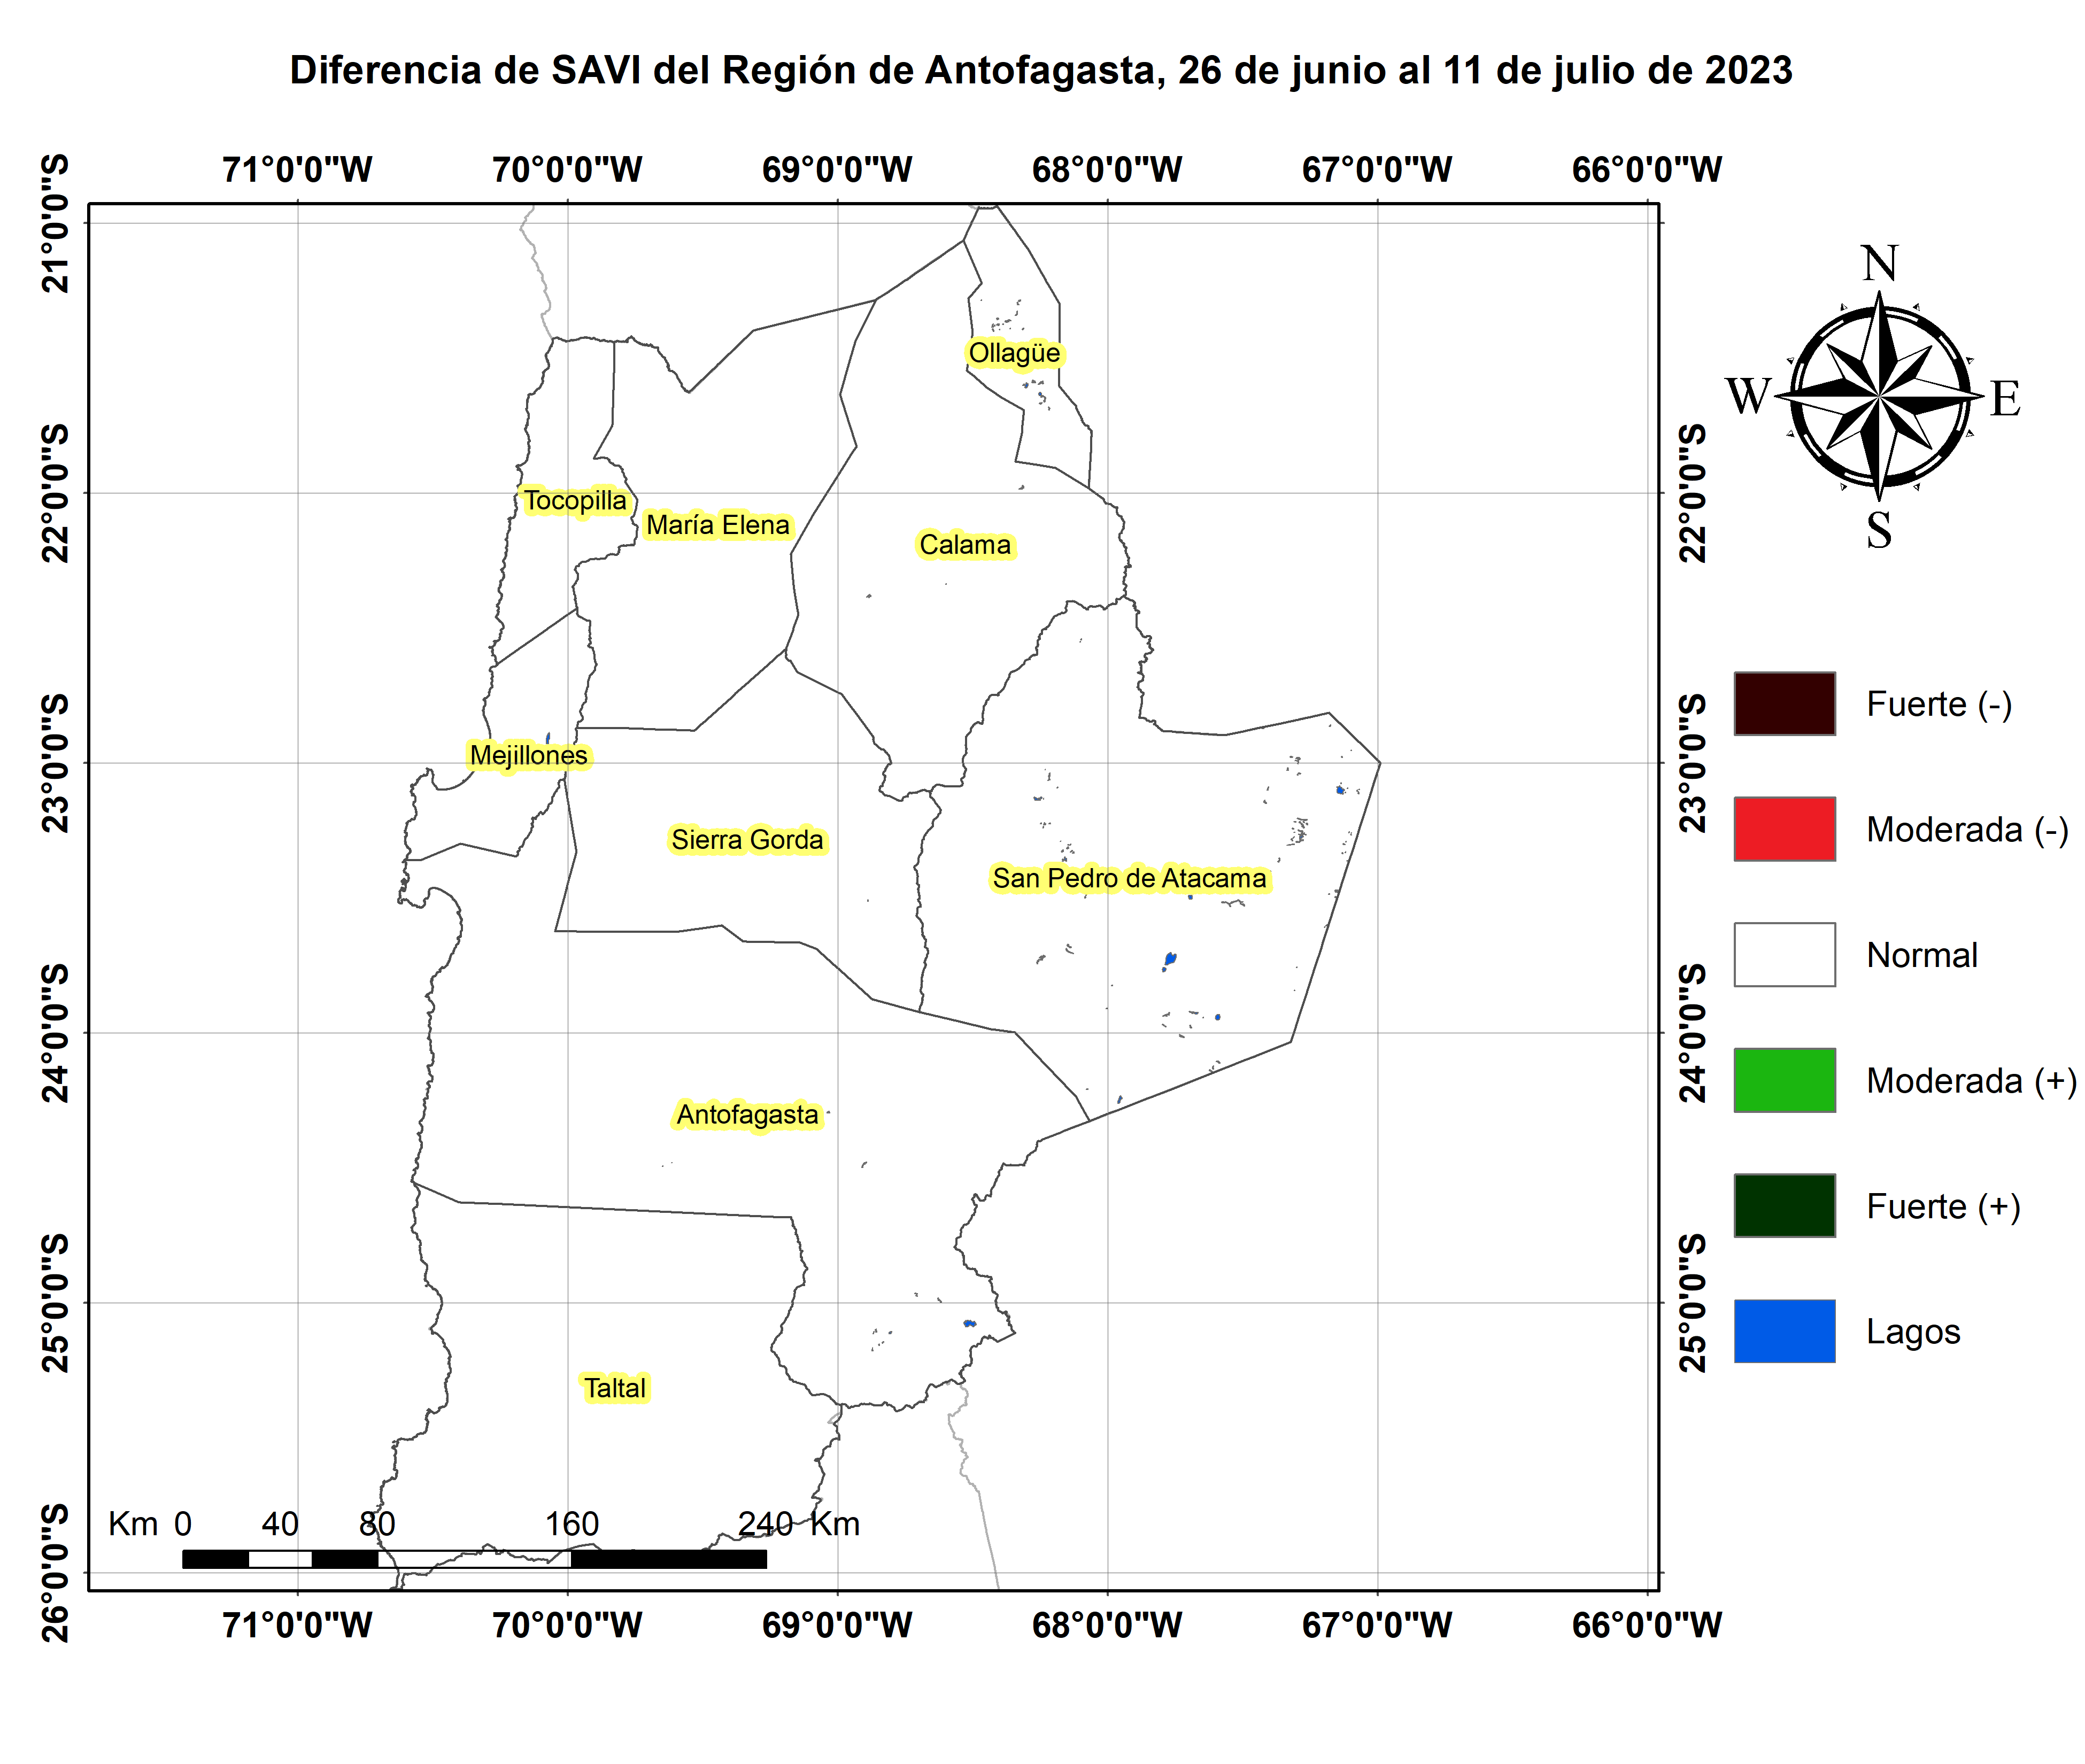 Diferencia de SAVI del Región de Antofagasta, 26 de junio al 11 de julio de 2023
71°0'0"W 70°0'0"W 69°0'0"W 68°0'0"W 67°0'0"W 66°0'0"W
21°0'0"S
22°0'0"S
23°0'0"S
24°0'0"S
25°0'0"S
26°0'0"S
Ollagüe
Tocopilla
María Elena
Calama
Mejillones
Sierra Gorda
San Pedro de Atacama
Antofagasta
Taltal
Km 0 40 80 160 240 Km
71°0'0"W 70°0'0"W 69°0'0"W 68°0'0"W 67°0'0"W 66°0'0"W
22°0'0"S
23°0'0"S
24°0'0"S
25°0'0"S
N
W E
S
Fuerte (-)
Moderada (-)
Normal
Moderada (+)
Fuerte (+)
Lagos